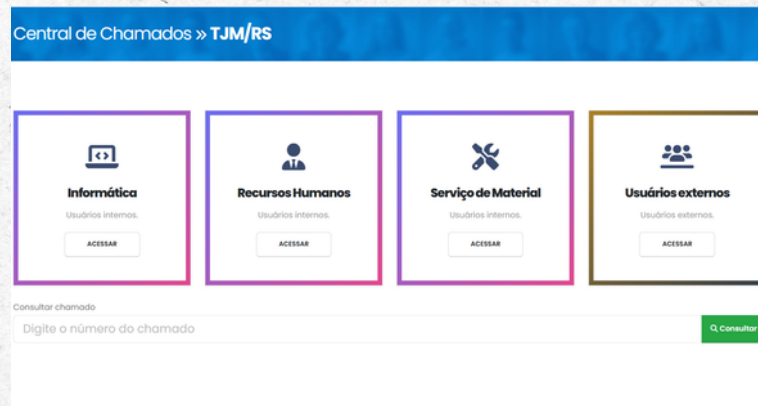 Central de Chamados » TJM/RS
Informática
Usuários internos.
ACESSAR
Recursos Humanos
Usuários internos.
ACESSAR
Serviço de Material
Usuários internos.
ACESSAR
Usuários externos
Usuários externos.
ACESSAR
Consultar chamado
Digite o número do chamado
Consultar